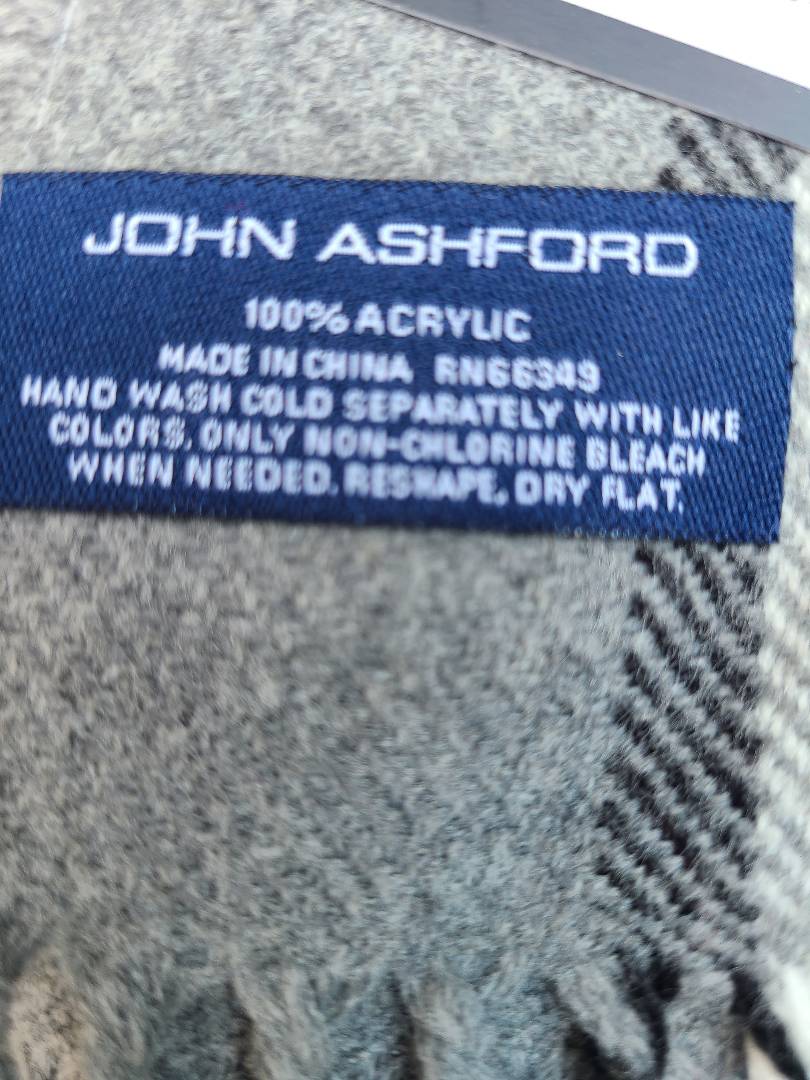 JOHN ASHFORD
100% ACRYLIC
MADE IN CHINA RN66349
HAND WASH COLD SEPARATELY WITH LIKE
COLORS. ONLY NON-CHLORINE BLEACH
WHEN NEEDED. RESHAPE, DRY FLAT.